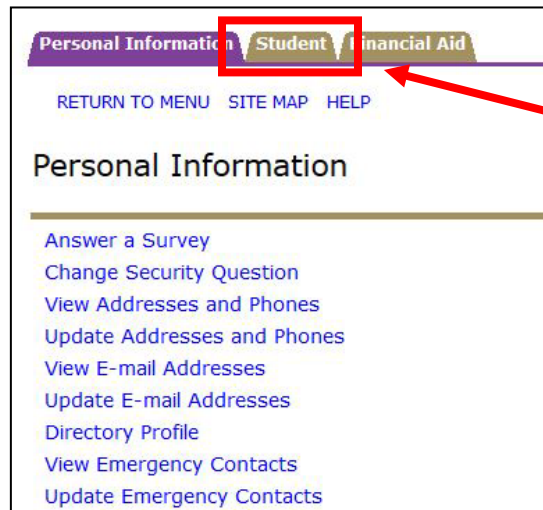 Personal Information Student Financial Aid
RETURN TO MENU SITE MAP HELP
Personal Information
Answer a Survey
Change Security Question
View Addresses and Phones
Update Addresses and Phones
View E-mail Addresses
Update E-mail Addresses
Directory Profile
View Emergency Contacts
Update Emergency Contacts